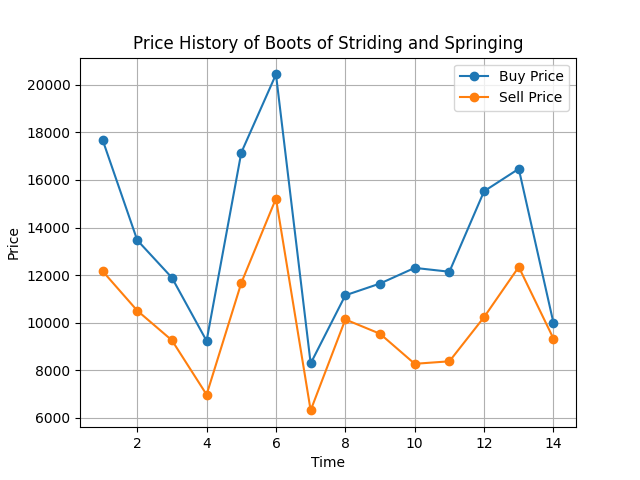 Price History of Boots of Striding and Springing
Buy Price
Sell Price
20000
18000
16000
14000
12000
10000
8000
6000
Price
2 4 6 8 10 12 14
Time